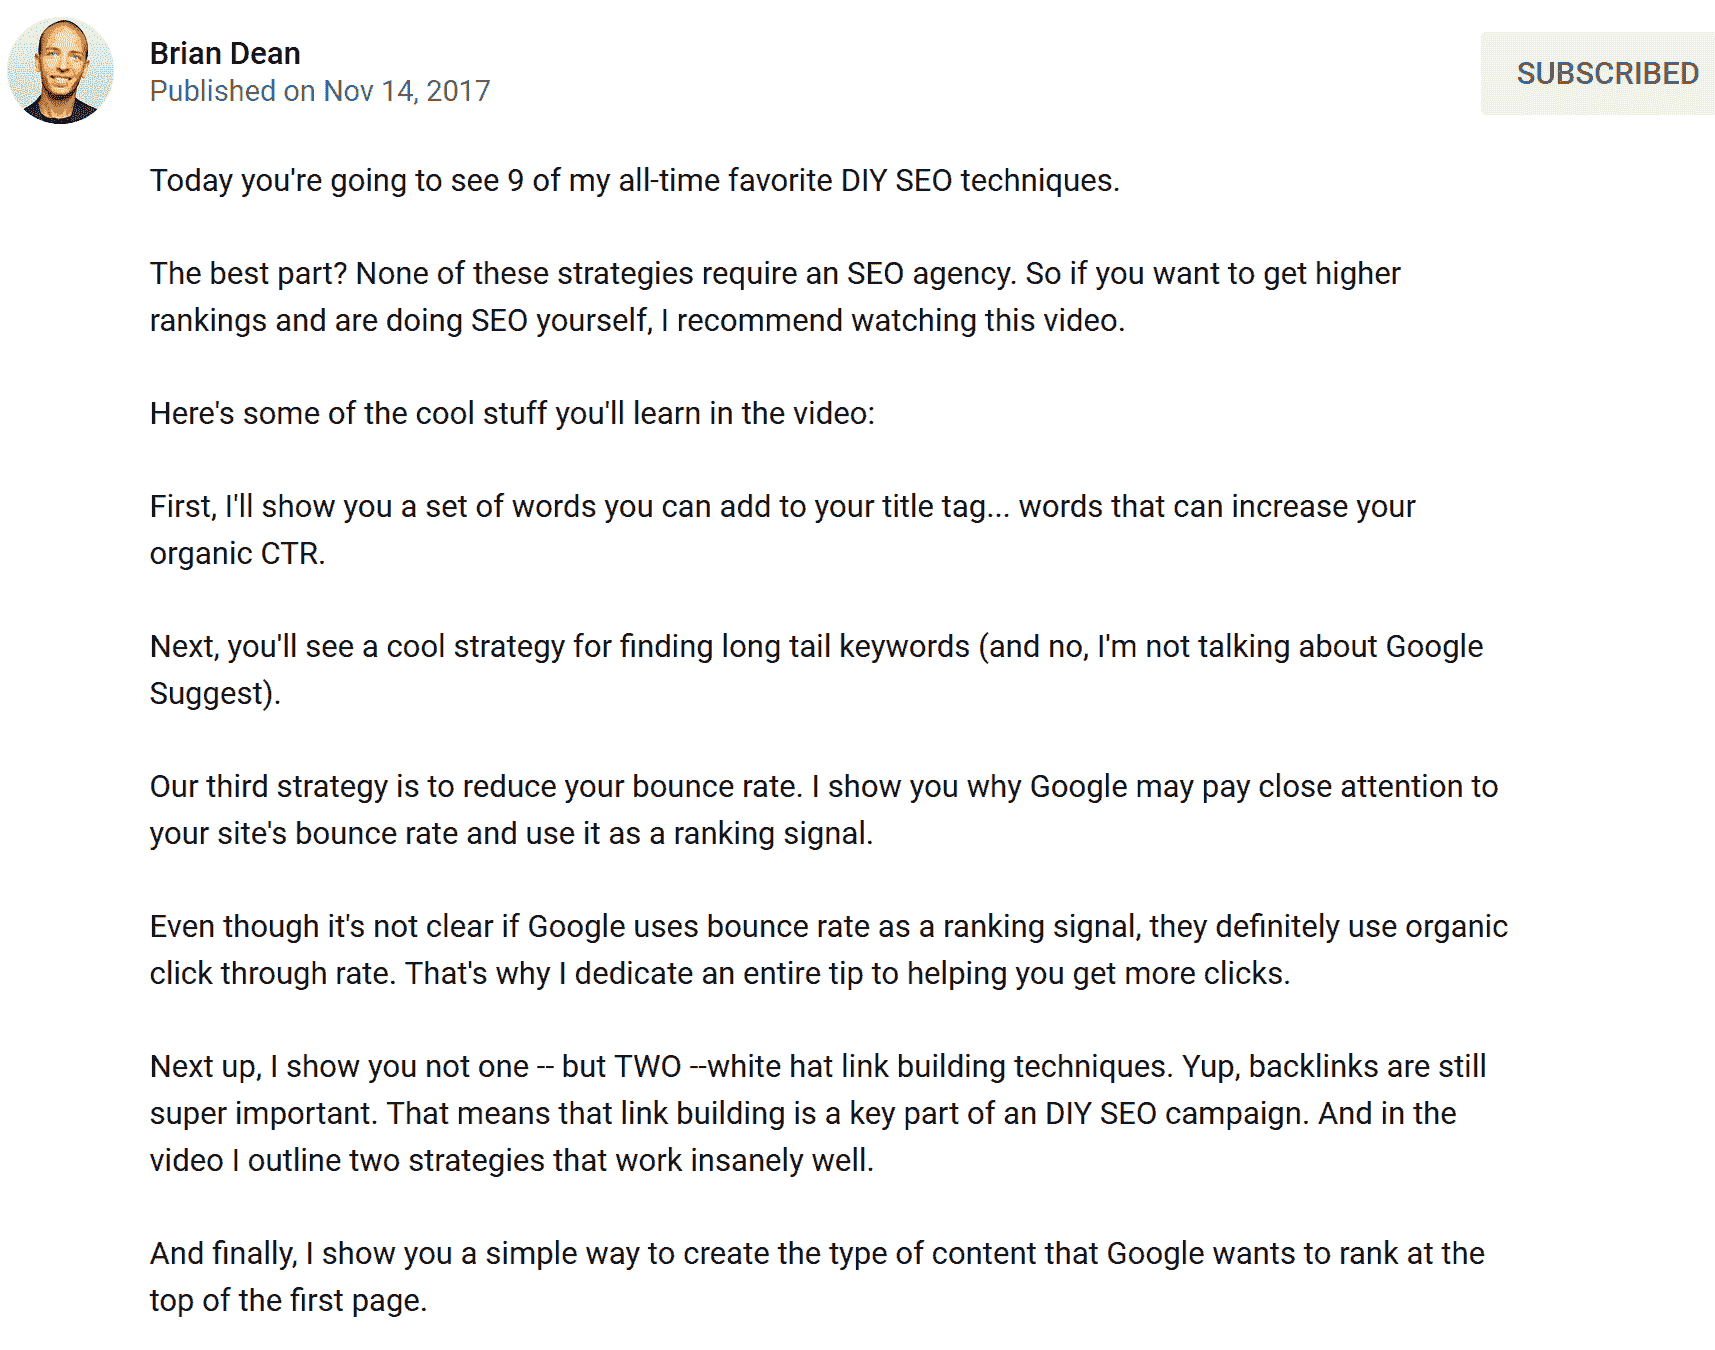 Brian Dean
Published on Nov 14, 2017
SUBSCRIBED
Today you're going to see 9 of my all-time favorite DIY SEO techniques.
The best part? None of these strategies require an SEO agency. So if you want to get higher
rankings and are doing SEO yourself, I recommend watching this video.
Here's some of the cool stuff you'll learn in the video:
First, I'll show you a set of words you can add to your title tag... words that can increase your
organic CTR.
Next, you'll see a cool strategy for finding long tail keywords (and no, I'm not talking about Google
Suggest).
Our third strategy is to reduce your bounce rate. I show you why Google may pay close attention to
your site's bounce rate and use it as a ranking signal.
Even though it's not clear if Google uses bounce rate as a ranking signal, they definitely use organic
click through rate. That's why I dedicate an entire tip to helping you get more clicks.
Next up, I show you not one -- but TWO --white hat link building techniques. Yup, backlinks are still
super important. That means that link building is a key part of an DIY SEO campaign. And in the
video I outline two strategies that work insanely well.
And finally, I show you a simple way to create the type of content that Google wants to rank at the
top of the first page.